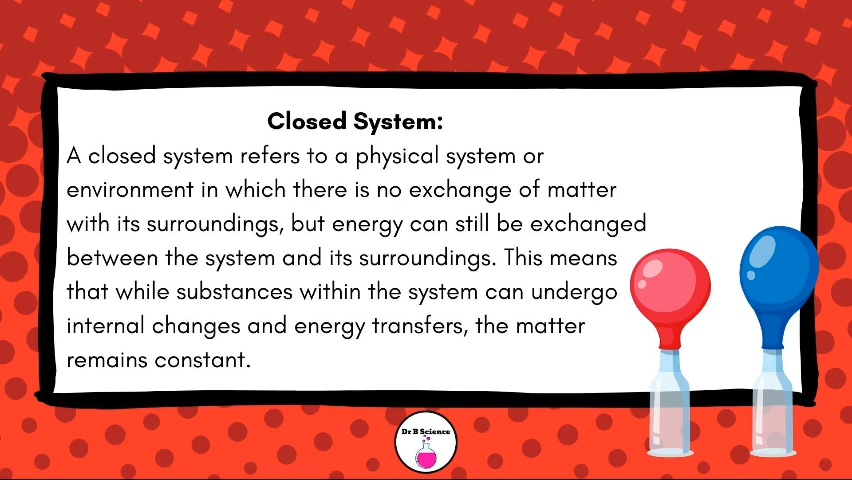 Closed System:
A closed system refers to a physical system or
environment in which there is no exchange of matter
with its surroundings, but energy can still be exchanged
between the system and its surroundings. This means
that while substances within the system can undergo
internal changes and energy transfers, the matter
remains constant.
Dr B Science